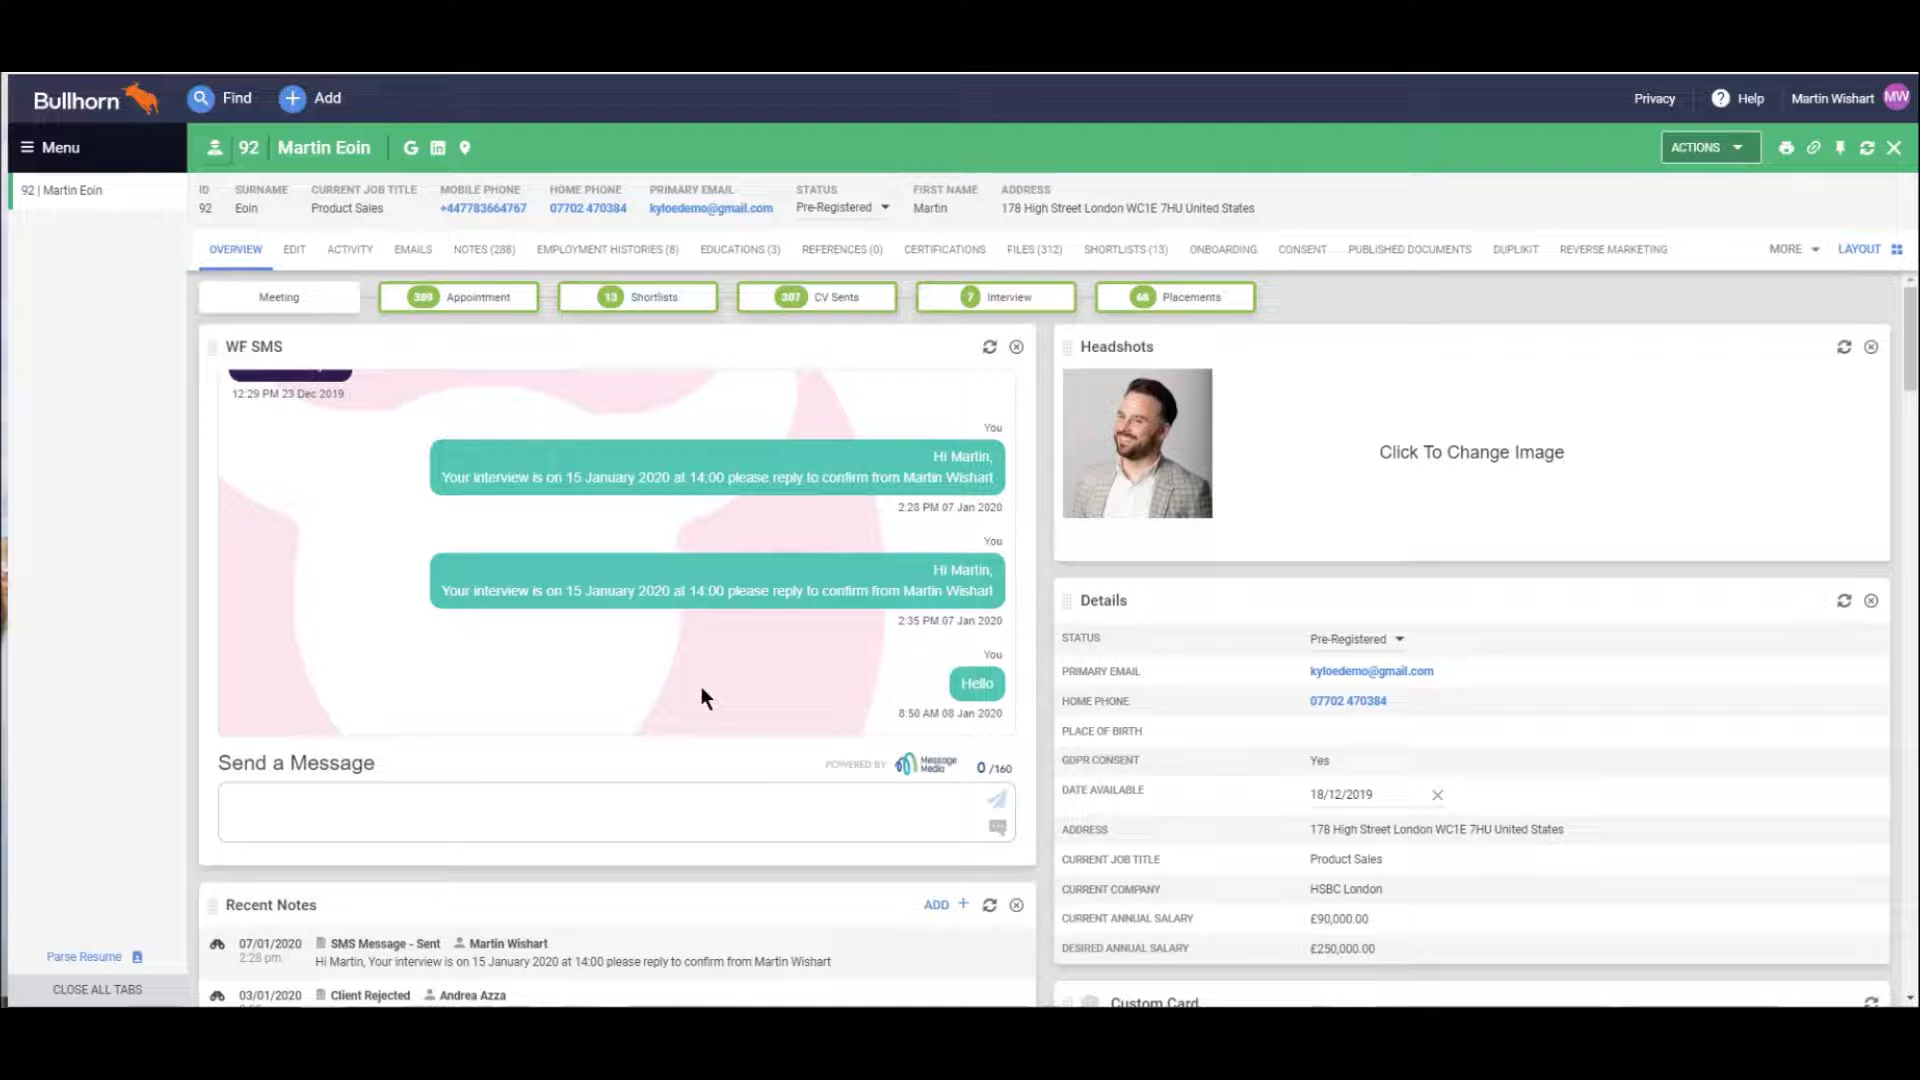 Bullhorn
Find
Add
Privacy
Help
Martin Wishart
MW
Menu
92
Martin Eoin
ACTIONS
92 | Martin Eoin
ID
SURNAME
CURRENT JOB TITLE
MOBILE PHONE
HOME PHONE
PRIMARY EMAIL
STATUS
FIRST NAME
ADDRESS
92
Eoin
Product Sales
+447783664767
07702 470384
kyloedemo@gmail.com
Pre-Registered
Martin
178 High Street London WC1E 7HU United States
OVERVIEW
EDIT
ACTIVITY
EMAILS
NOTES (288)
EMPLOYMENT HISTORIES (8)
EDUCATIONS (3)
REFERENCES (0)
CERTIFICATIONS
FILES (312)
SHORTLISTS (13)
ONBOARDING
CONSENT
PUBLISHED DOCUMENTS
DUPLIKIT
REVERSE MARKETING
MORE
LAYOUT
Meeting
389 Appointment
13 Shortlists
307 CV Sents
7 Interview
68 Placements
WF SMS
12:29 PM 23 Dec 2019
You
Hi Martin,
Your interview is on 15 January 2020 at 14:00 please reply to confirm from Martin Wishart
2:28 PM 07 Jan 2020
You
Hi Martin,
Your interview is on 15 January 2020 at 14:00 please reply to confirm from Martin Wishart
2:35 PM 07 Jan 2020
You
Hello
8:50 AM 08 Jan 2020
Send a Message
POWERED BY
Message
Media
0 /160
Recent Notes
ADD +
07/01/2020 SMS Message - Sent Martin Wishart
2:28 pm
Hi Martin, Your interview is on 15 January 2020 at 14:00 please reply to confirm from Martin Wishart
03/01/2020 Client Rejected Andrea Azza
Parse Resume
CLOSE ALL TABS
Headshots
Click To Change Image
Details
STATUS
Pre-Registered
PRIMARY EMAIL
kyloedemo@gmail.com
HOME PHONE
07702 470384
PLACE OF BIRTH
GDPR CONSENT
Yes
DATE AVAILABLE
18/12/2019
ADDRESS
178 High Street London WC1E 7HU United States
CURRENT JOB TITLE
Product Sales
CURRENT COMPANY
HSBC London
CURRENT ANNUAL SALARY
£90,000.00
DESIRED ANNUAL SALARY
£250,000.00
Custom Card